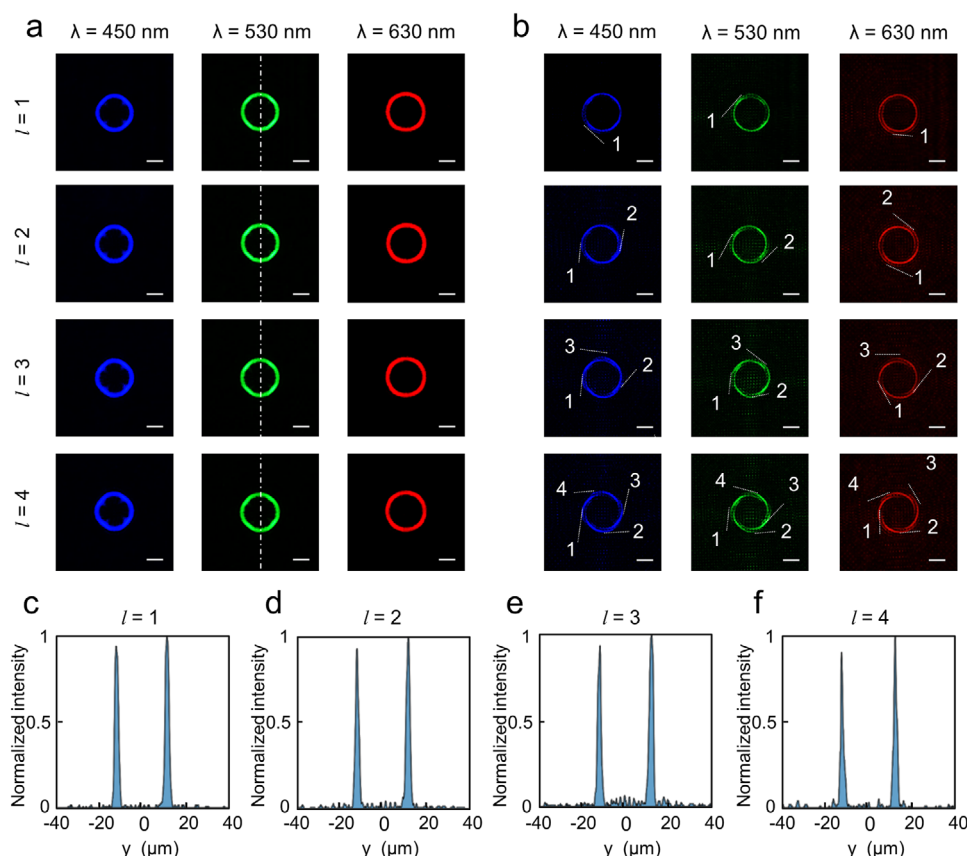 a
b
λ = 450 nm
λ = 530 nm
λ = 630 nm
λ = 450 nm
λ = 530 nm
λ = 630 nm
l = 1
1
1
1
l = 2
1
2
1
2
2
1
l = 3
3
2
1
3
1
2
3
1
2
l = 4
4
3
1
2
4
3
1
2
3
4
1
2
c
l = 1
Normalized intensity
1
0.5
0
-40
-20
0
20
40
y (μm)
d
l = 2
Normalized intensity
1
0.5
0
-40
-20
0
20
40
y (μm)
e
l = 3
Normalized intensity
1
0.5
0
-40
-20
0
20
40
y (μm)
f
l = 4
Normalized intensity
1
0.5
0
-40
-20
0
20
40
y (μm)